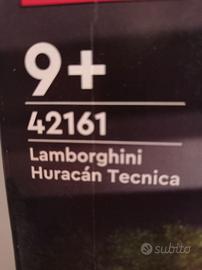 9+
42161
Lamborghini
Huracán Tecnica
subito